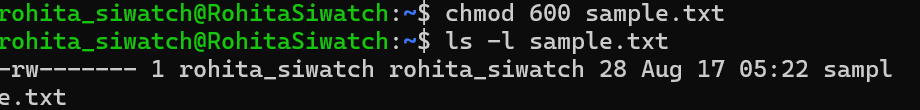 rohita_siwatch@RohitaSiwatch:~$ chmod 600 sample.txt
rohita_siwatch@RohitaSiwatch:~$ ls -l sample.txt
-rw------- 1 rohita_siwatch rohita_siwatch 28 Aug 17 05:22 sampl
e.txt